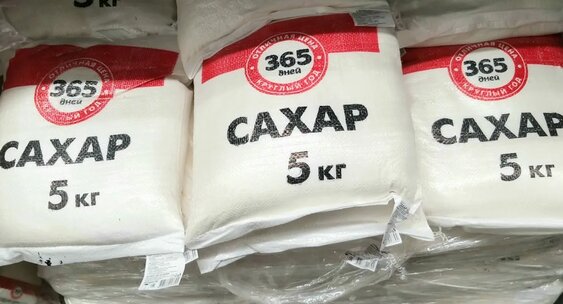 ОТЛИЧНАЯ ЦЕНА
365
дней
КРУГЛЫЙ ГОД
САХАР
5 кг
ОТЛИЧНАЯ ЦЕНА
365
дней
КРУГЛЫЙ ГОД
САХАР
5 кг
ОТЛИЧНАЯ ЦЕНА
365
дней
КРУГЛЫЙ ГОД
САХАР
5 кг